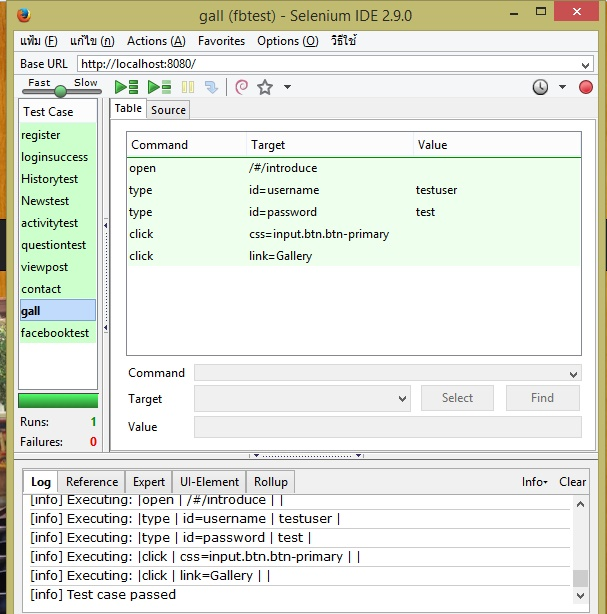 gall (fbtest) - Selenium IDE 2.9.0
แฟ้ม (F) แก้ไข (ก) Actions (A) Favorites Options (O) วิธีใช้
Base URL http://localhost:8080/
Fast Slow
Table Source
Test Case
register
loginsuccess
Historytest
Newstest
activitytest
questiontest
viewpost
contact
gall
facebooktest
Runs: 1
Failures: 0
Command Target Value
open /#/introduce
type id=username testuser
type id=password test
click css=input.btn.btn-primary
click link=Gallery
Command
Target Select Find
Value
Log Reference Expert UI-Element Rollup Info Clear
[info] Executing: |open | /#/introduce | |
[info] Executing: |type | id=username | testuser |
[info] Executing: |type | id=password | test |
[info] Executing: |click | css=input.btn.btn-primary | |
[info] Executing: |click | link=Gallery | |
[info] Test case passed